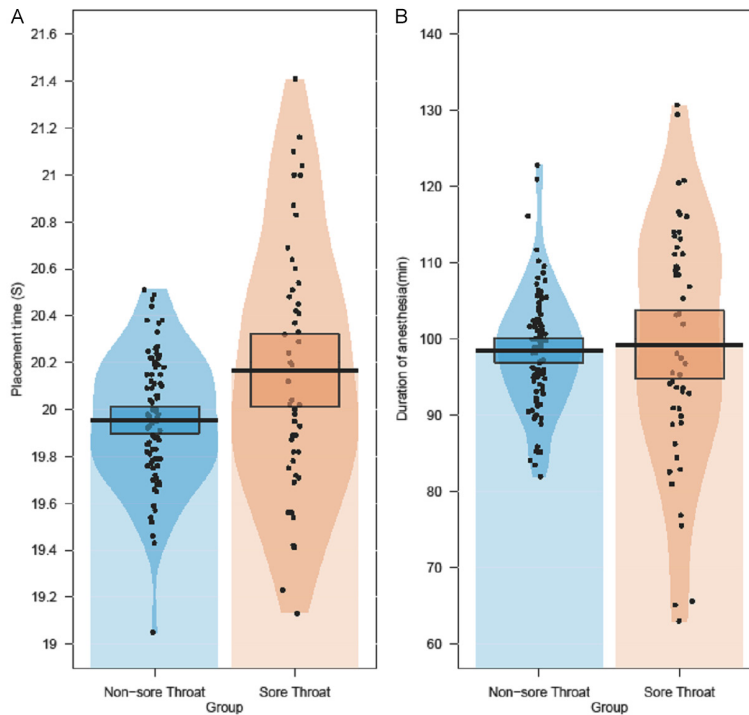 A
21.6
21.4
21.2
21
20.8
20.6
20.4
20.2
20
19.8
19.6
19.4
19.2
19
Placement time (S)
Non-sore Throat
Sore Throat
Group
B
140
130
120
110
100
90
80
70
60
Duration of anesthesia(min)
Non-sore Throat
Sore Throat
Group